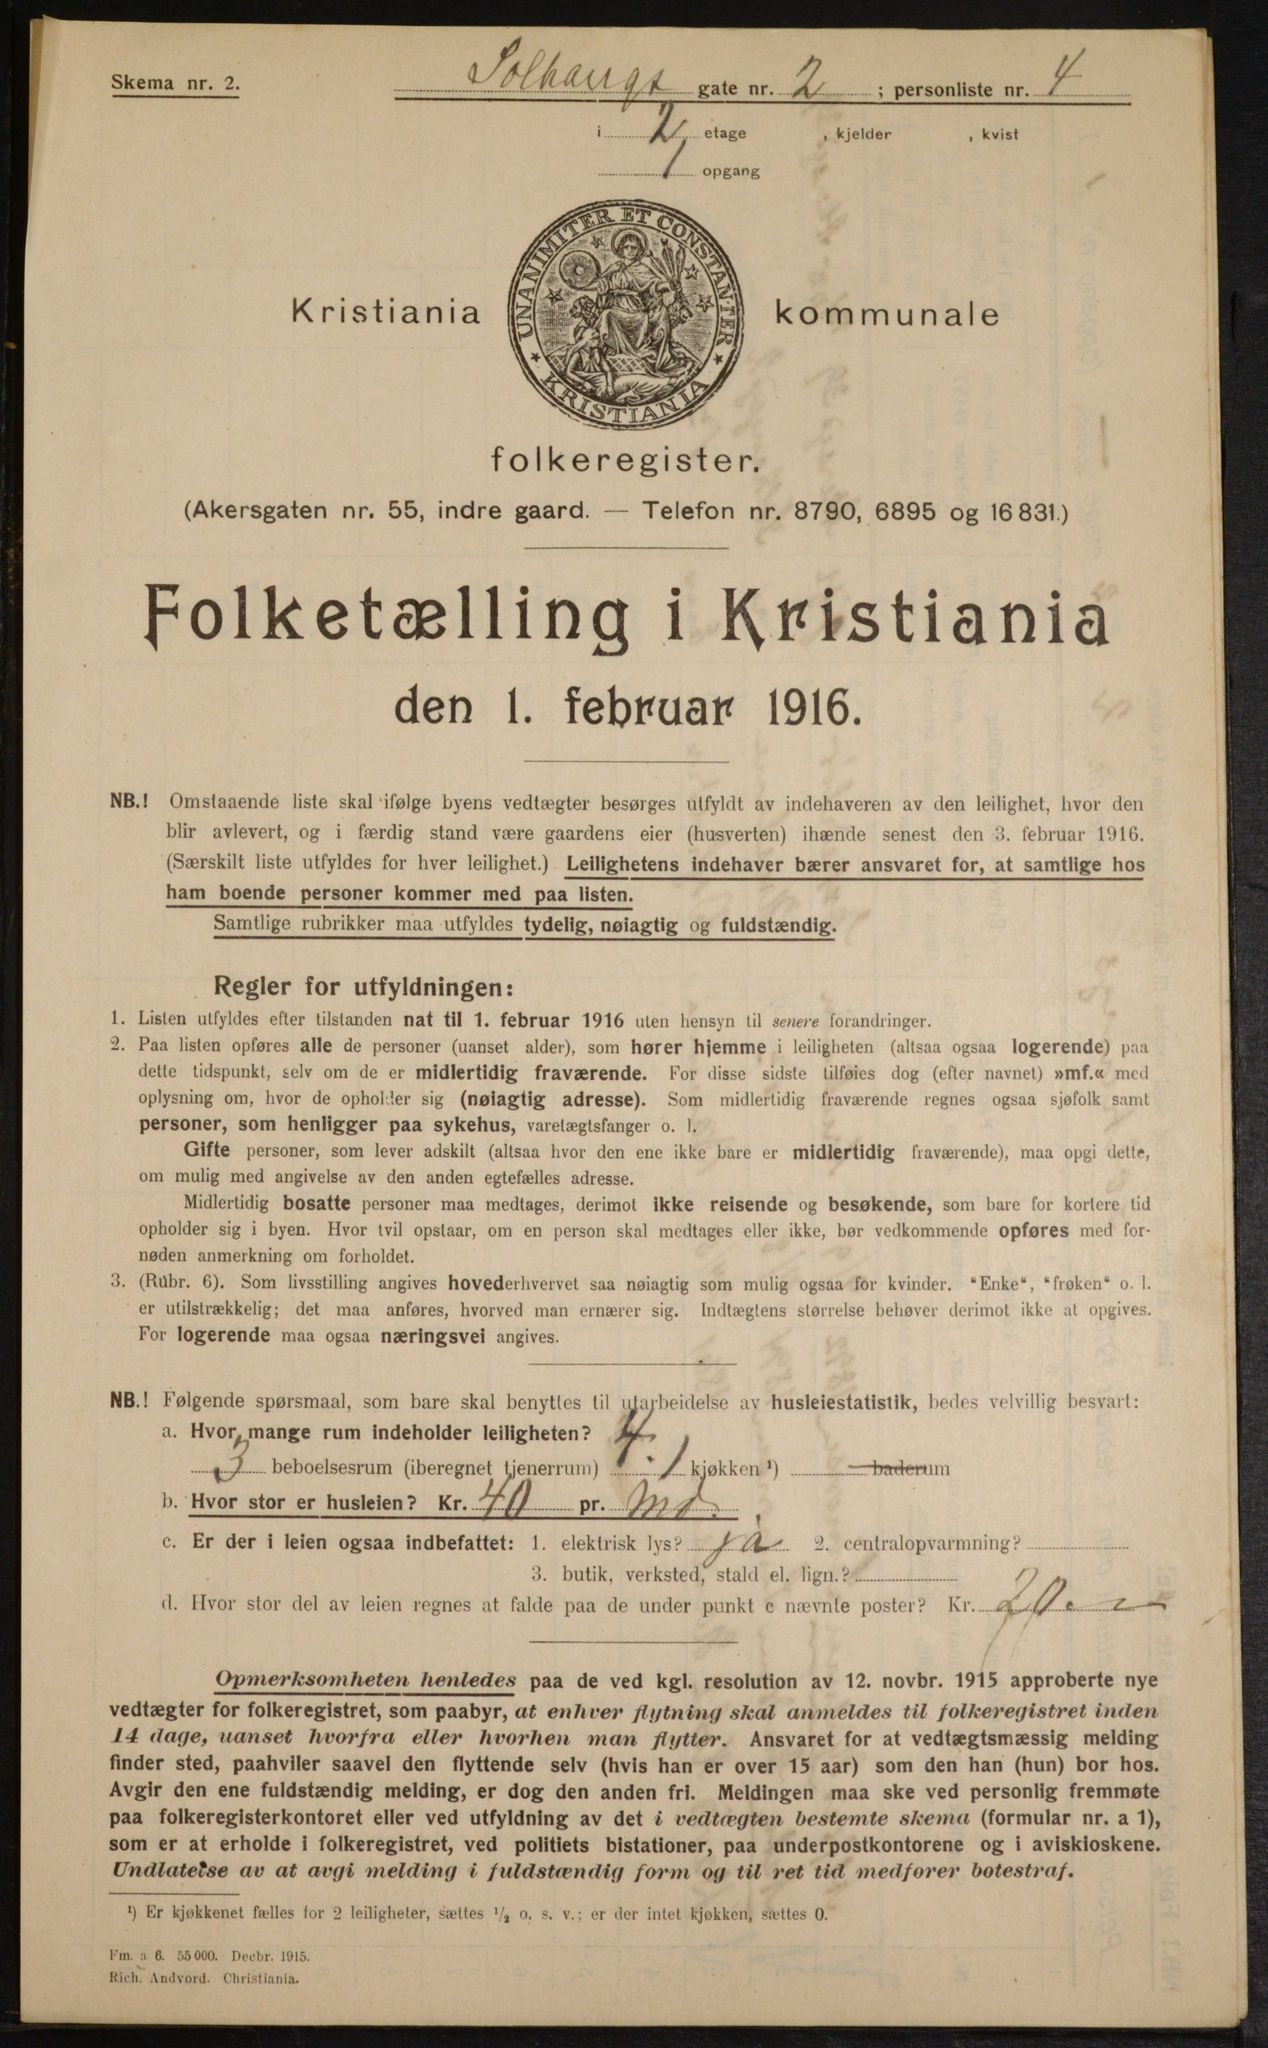 Skema nr. 2.
Solhaugs gate nr. 2 ; personliste nr. 4
i 2 etage , kjelder , kvist
1 opgang
UNANIMITER ET CONSTANTER
★ KRISTIANIA ★
Kristiania kommunale
folkeregister.
(Akersgaten nr. 55, indre gaard. — Telefon nr. 8790, 6895 og 16 831.)
Folketælling i Kristiania
den 1. februar 1916.
NB.! Omstaaende liste skal ifølge byens vedtægter besørges utfyldt av indehaveren av den leilighet, hvor den
blir avlevert, og i færdig stand være gaardens eier (husverten) ihænde senest den 3. februar 1916.
(Særskilt liste utfyldes for hver leilighet.) Leilighetens indehaver bærer ansvaret for, at samtlige hos
ham boende personer kommer med paa listen.
Samtlige rubrikker maa utfyldes tydelig, nøiagtig og fuldstændig.
Regler for utfyldningen:
1. Listen utfyldes efter tilstanden nat til 1. februar 1916 uten hensyn til senere forandringer.
2. Paa listen opføres alle de personer (uanset alder), som hører hjemme i leiligheten (altsaa ogsaa logerende) paa
dette tidspunkt, selv om de er midlertidig fraværende. For disse sidste tilføies dog (efter navnet) »mf.« med
oplysning om, hvor de opholder sig (nøiagtig adresse). Som midlertidig fraværende regnes ogsaa sjøfolk samt
personer, som henligger paa sykehus, varetægtsfanger o. l.
Gifte personer, som lever adskilt (altsaa hvor den ene ikke bare er midlertidig fraværende), maa opgi dette,
om mulig med angivelse av den anden egtefælles adresse.
Midlertidig bosatte personer maa medtages, derimot ikke reisende og besøkende, som bare for kortere tid
opholder sig i byen. Hvor tvil opstaar, om en person skal medtages eller ikke, bør vedkommende opføres med for-
nøden anmerkning om forholdet.
3. (Rubr. 6). Som livsstilling angives hovederhvervet saa nøiagtig som mulig ogsaa for kvinder. "Enke", "frøken" o. l.
er utilstrækkelig; det maa anføres, hvorved man ernærer sig. Indtægtens størrelse behøver derimot ikke at opgives.
For logerende maa ogsaa næringsvei angives.
NB.! Følgende spørsmaal, som bare skal benyttes til utarbeidelse av husleiestatistik, bedes velvillig besvart:
a. Hvor mange rum indeholder leiligheten? 4.
3 beboelsesrum (iberegnet tjenerrum) 1 kjøkken ¹) baderum
b. Hvor stor er husleien? Kr. 40 pr. Md.
c. Er der i leien ogsaa indbefattet: 1. elektrisk lys? ja 2. centralopvarmning?
3. butik, verksted, stald el. lign.?
d. Hvor stor del av leien regnes at falde paa de under punkt c nævnte poster? Kr. 20.—
Opmerksomheten henledes paa de ved kgl. resolution av 12. novbr. 1915 approberte nye
vedtægter for folkeregistret, som paabyr, at enhver flytning skal anmeldes til folkeregistret inden
14 dage, uanset hvorfra eller hvorhen man flytter. Ansvaret for at vedtægtsmæssig melding
finder sted, paahviler saavel den flyttende selv (hvis han er over 15 aar) som den han (hun) bor hos.
Avgir den ene fuldstændig melding, er dog den anden fri. Meldingen maa ske ved personlig fremmøte
paa folkeregisterkontoret eller ved utfyldning av det i vedtægten bestemte skema (formular nr. a 1),
som er at erholde i folkeregistret, ved politiets bistationer, paa underpostkontorene og i aviskioskene.
Undlatelse av at avgi melding i fuldstændig form og til ret tid medfører bøtestraf.
¹) Er kjøkkenet fælles for 2 leiligheter, sættes ½ o. s. v.; er der intet kjøkken, sættes 0.
Fm. a 6. 55 000. Decbr. 1915.
Rich. Andvord. Christiania.